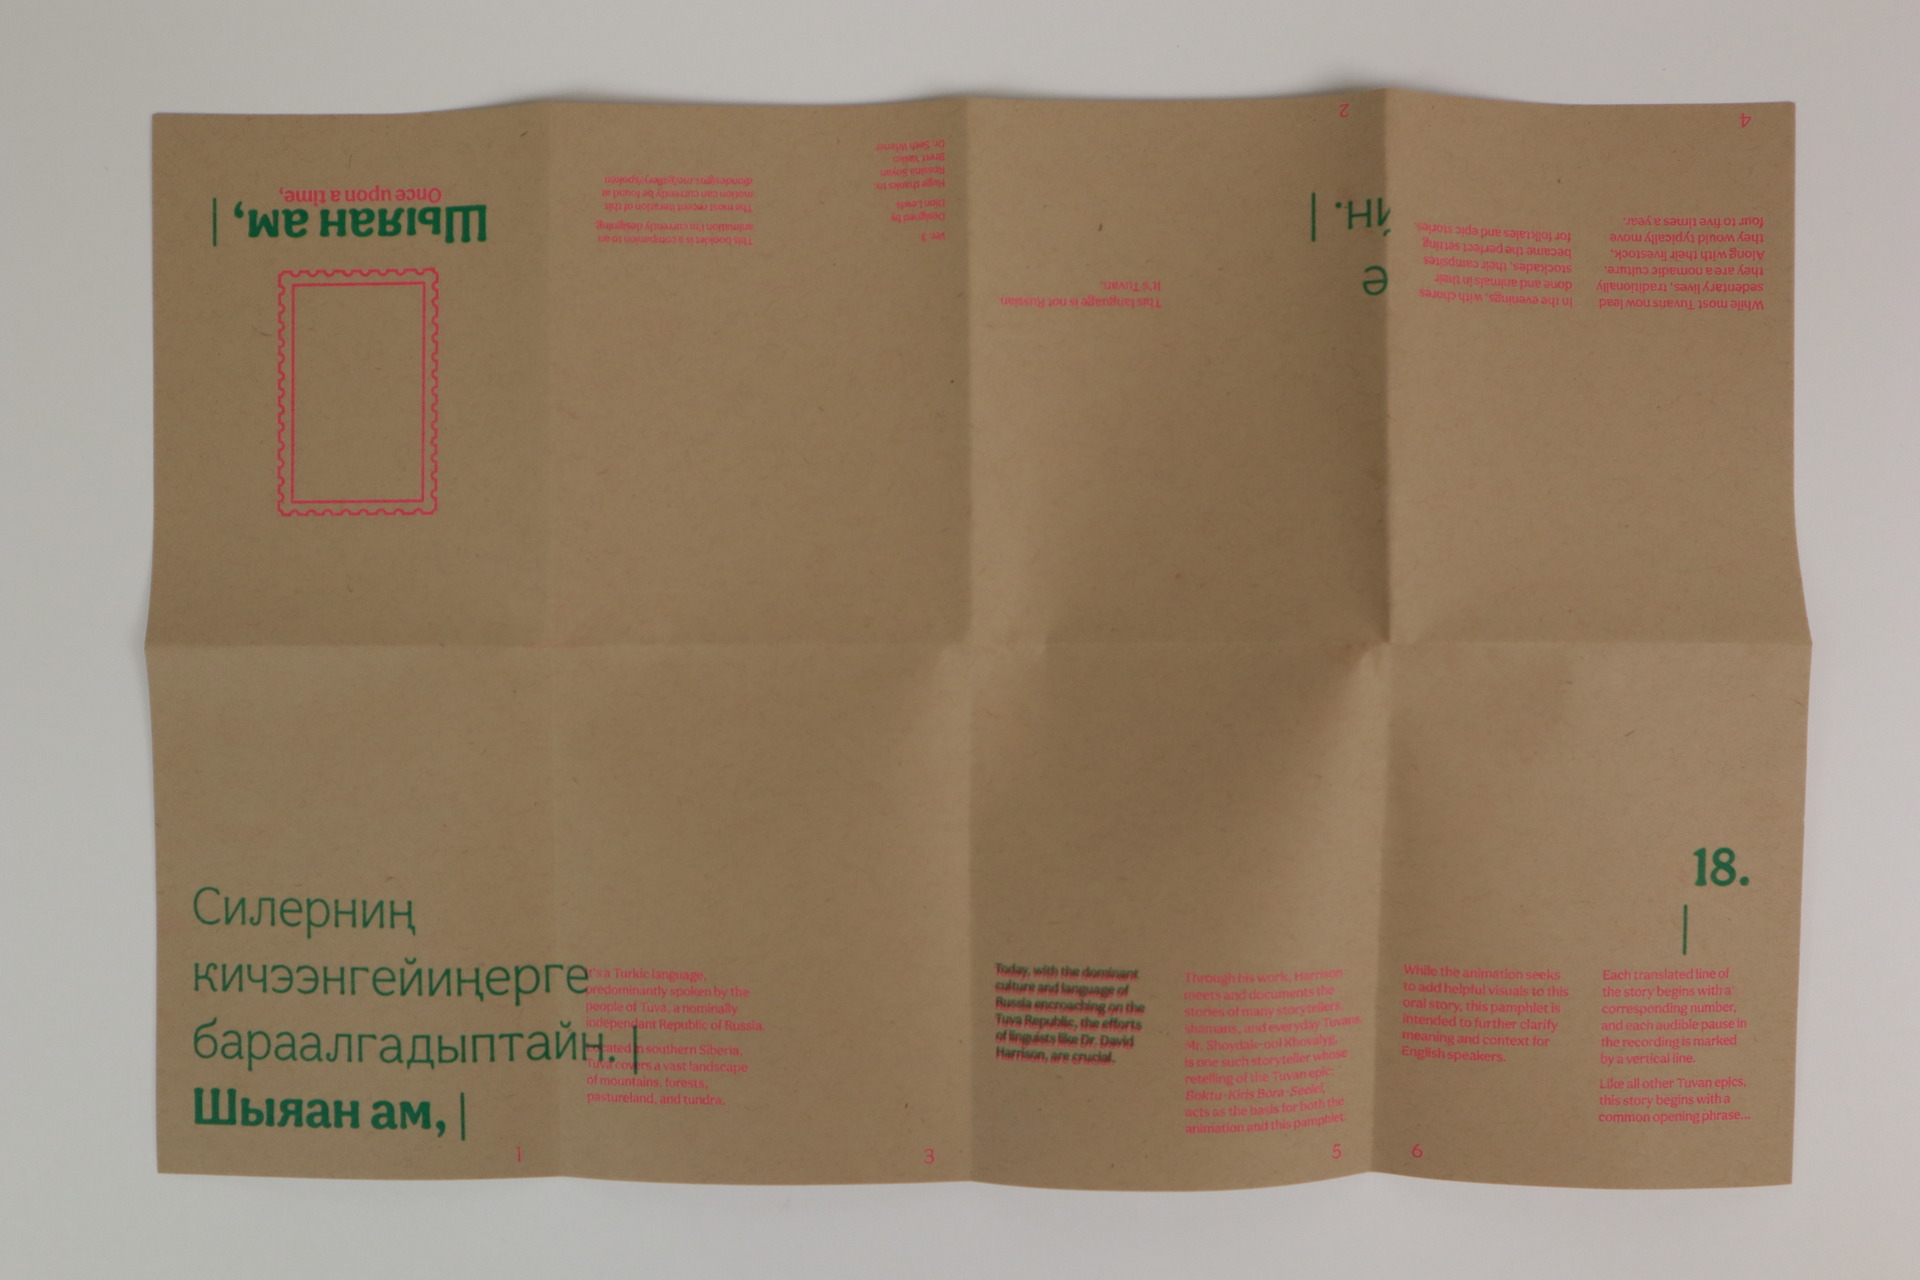 Шыяан ам, |
Once upon a time,
This booklet is a companion to an
animation I'm currently designing
The most recent iteration of this
motion can currently be found at
diondesigns.me/gallery/spoken
Ver. 3
Designed by
Dion Lewis
Huge thanks to:
Rossina Soyan
Brett Yasko
Dr. Seth Wiener
2
е
йн. |
This language is not Russian.
It's Tuvan.
4
While most Tuvans now lead
sedentary lives, traditionally
they are a nomadic culture.
Along with their livestock,
they would typically move
four to five times a year.
In the evenings, with chores
done and animals in their
stockades, their campsites
became the perfect setting
for folktales and epic stories.
Силерниң
кичээнгейиңерге
бараалгадыптайн. |
Шыяан ам, |
1
It's a Turkic language,
predominantly spoken by the
people of Tuva, a nominally
independant Republic of Russia.
Located in southern Siberia,
Tuva covers a vast landscape
of mountains, forests,
pastureland, and tundra.
3
Today, with the dominant
culture and language of
Russia encroaching on the
Tuva Republic, the efforts
of linguists like Dr. David
Harrison, are crucial.
Through his work, Harrison
meets and documents the
stories of many storytellers,
shamans, and everyday Tuvans.
Mr. Shoydak-ool Khovalyg,
is one such storyteller whose
retelling of the Tuvan epic:
Boktu-Kiris Bora-Seelei,
acts as the basis for both the
animation and this pamphlet.
5
While the animation seeks
to add helpful visuals to this
oral story, this pamphlet is
intended to further clarify
meaning and context for
English speakers.
6
18.
|
Each translated line of
the story begins with a
corresponding number,
and each audible pause in
the recording is marked
by a vertical line.
Like all other Tuvan epics,
this story begins with a
common opening phrase...